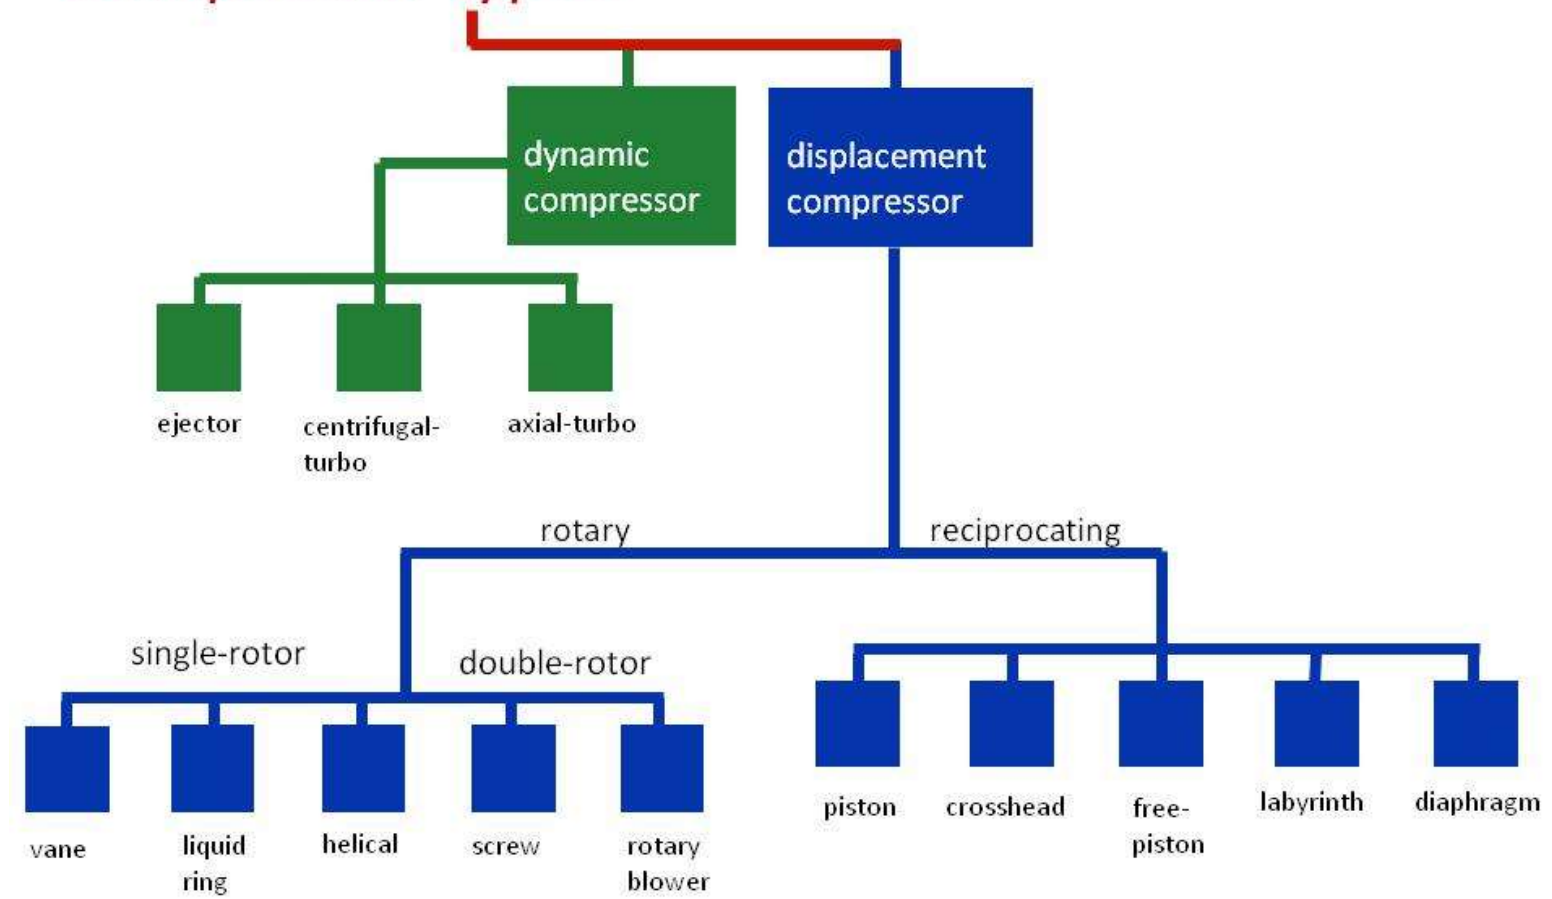 dynamic
compressor
displacement
compressor
ejector
centrifugal-
turbo
axial-turbo
rotary
reciprocating
single-rotor
double-rotor
piston
crosshead
free-
piston
labyrinth
diaphragm
vane
liquid
ring
helical
screw
rotary
blower